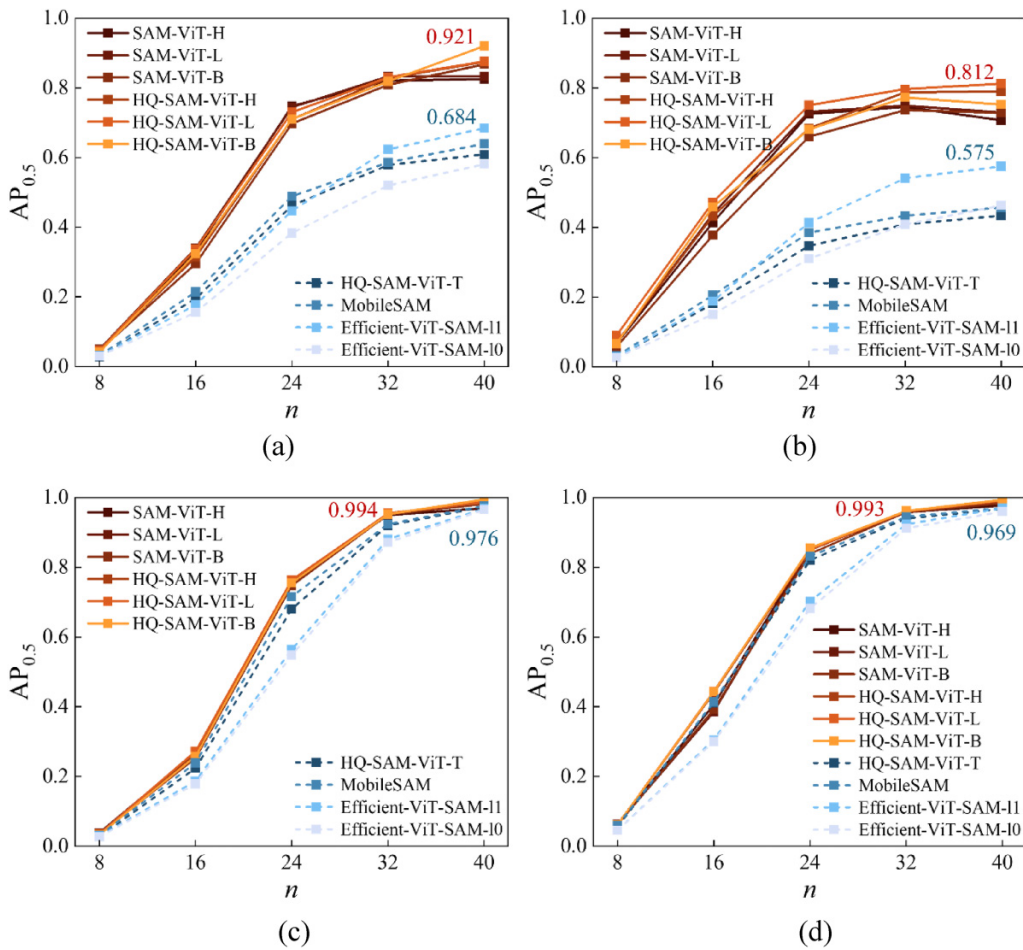 1.0
0.8
0.6
0.4
0.2
0.0
AP0.5
SAM-ViT-H
SAM-ViT-L
SAM-ViT-B
HQ-SAM-ViT-H
HQ-SAM-ViT-L
HQ-SAM-ViT-B
0.921
0.684
HQ-SAM-ViT-T
MobileSAM
Efficient-ViT-SAM-l1
Efficient-ViT-SAM-l0
8 16 24 32 40
n
(a)
1.0
0.8
0.6
0.4
0.2
0.0
AP0.5
SAM-ViT-H
SAM-ViT-L
SAM-ViT-B
HQ-SAM-ViT-H
HQ-SAM-ViT-L
HQ-SAM-ViT-B
0.812
0.575
HQ-SAM-ViT-T
MobileSAM
Efficient-ViT-SAM-l1
Efficient-ViT-SAM-l0
8 16 24 32 40
n
(b)
1.0
0.8
0.6
0.4
0.2
0.0
AP0.5
SAM-ViT-H
SAM-ViT-L
SAM-ViT-B
HQ-SAM-ViT-H
HQ-SAM-ViT-L
HQ-SAM-ViT-B
0.994
0.976
HQ-SAM-ViT-T
MobileSAM
Efficient-ViT-SAM-l1
Efficient-ViT-SAM-l0
8 16 24 32 40
n
(c)
1.0
0.8
0.6
0.4
0.2
0.0
AP0.5
0.993
0.969
SAM-ViT-H
SAM-ViT-L
SAM-ViT-B
HQ-SAM-ViT-H
HQ-SAM-ViT-L
HQ-SAM-ViT-B
HQ-SAM-ViT-T
MobileSAM
Efficient-ViT-SAM-l1
Efficient-ViT-SAM-l0
8 16 24 32 40
n
(d)